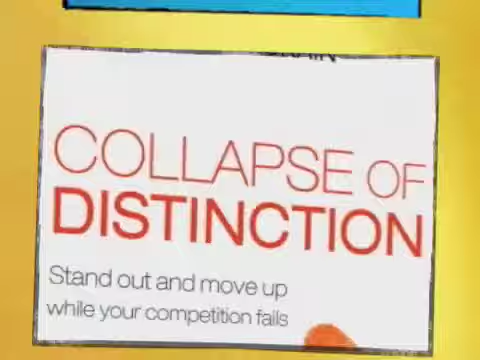 COLLAPSE OF
DISTINCTION
Stand out and move up
while your competition fails